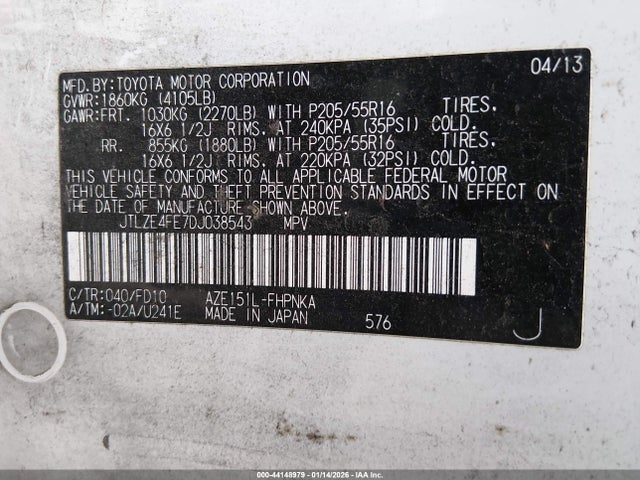 04/13
MFD.BY:TOYOTA MOTOR CORPORATION
GVWR:1860KG (4105LB)
GAWR:FRT. 1030KG (2270LB) WITH P205/55R16 TIRES,
16X6 1/2J RIMS, AT 240KPA (35PSI) COLD.
RR. 855KG (1880LB) WITH P205/55R16 TIRES,
16X6 1/2J RIMS, AT 220KPA (32PSI) COLD.
THIS VEHICLE CONFORMS TO ALL APPLICABLE FEDERAL MOTOR
VEHICLE SAFETY AND THEFT PREVENTION STANDARDS IN EFFECT ON
THE DATE OF MANUFACTURE SHOWN ABOVE.
JTLZE4FE7DJ038543 MPV
C/TR:040/FD10 AZE151L-FHPNKA
A/TM:-02A/U241E MADE IN JAPAN 576 J
000-44148979 - 01/14/2026 - IAA Inc.